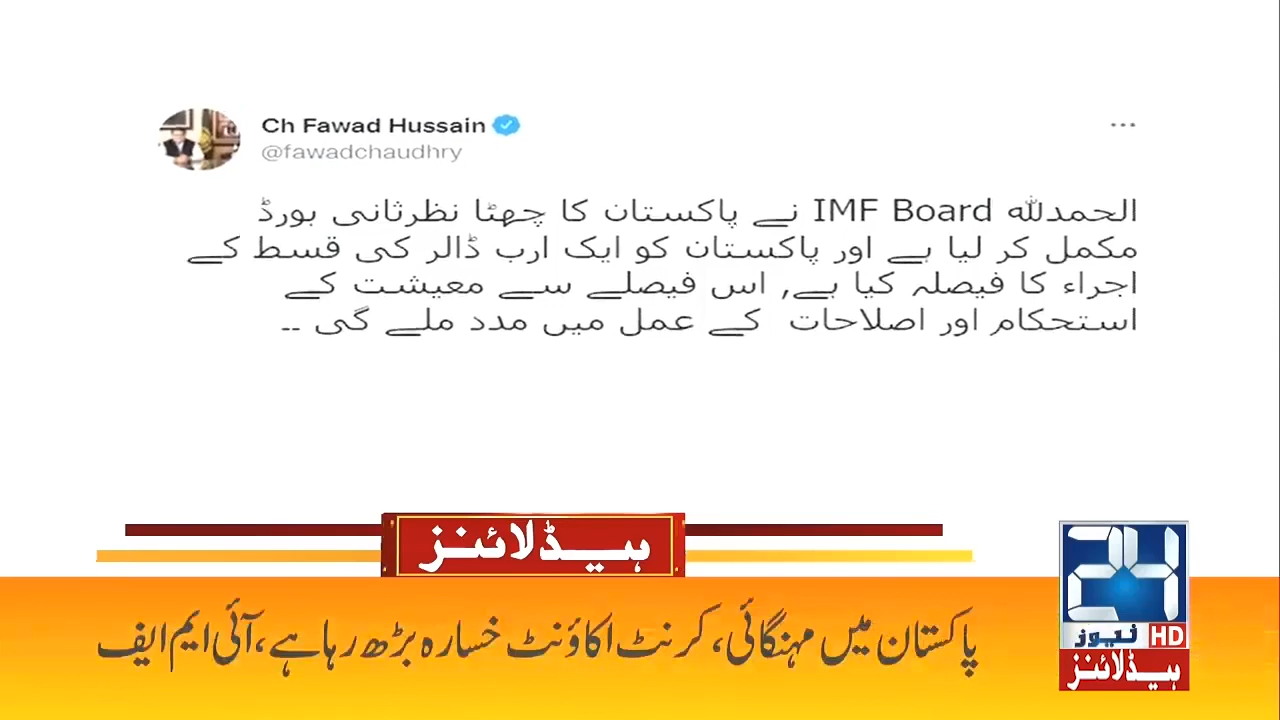 Ch Fawad Hussain
@fawadchaudhry
الحمدللہ IMF Board نے پاکستان کا چھٹا نظرثانی بورڈ
مکمل کر لیا ہے اور پاکستان کو ایک ارب ڈالر کی قسط کے
اجراء کا فیصلہ کیا ہے, اس فیصلے سے معیشت کے
استحکام اور اصلاحات کے عمل میں مدد ملے گی --
ہیڈلائنز
پاکستان میں مہنگائی، کرنٹ اکاؤنٹ خسارہ بڑھ رہا ہے، آئی ایم ایف
24
نیوز HD
ہیڈلائنز